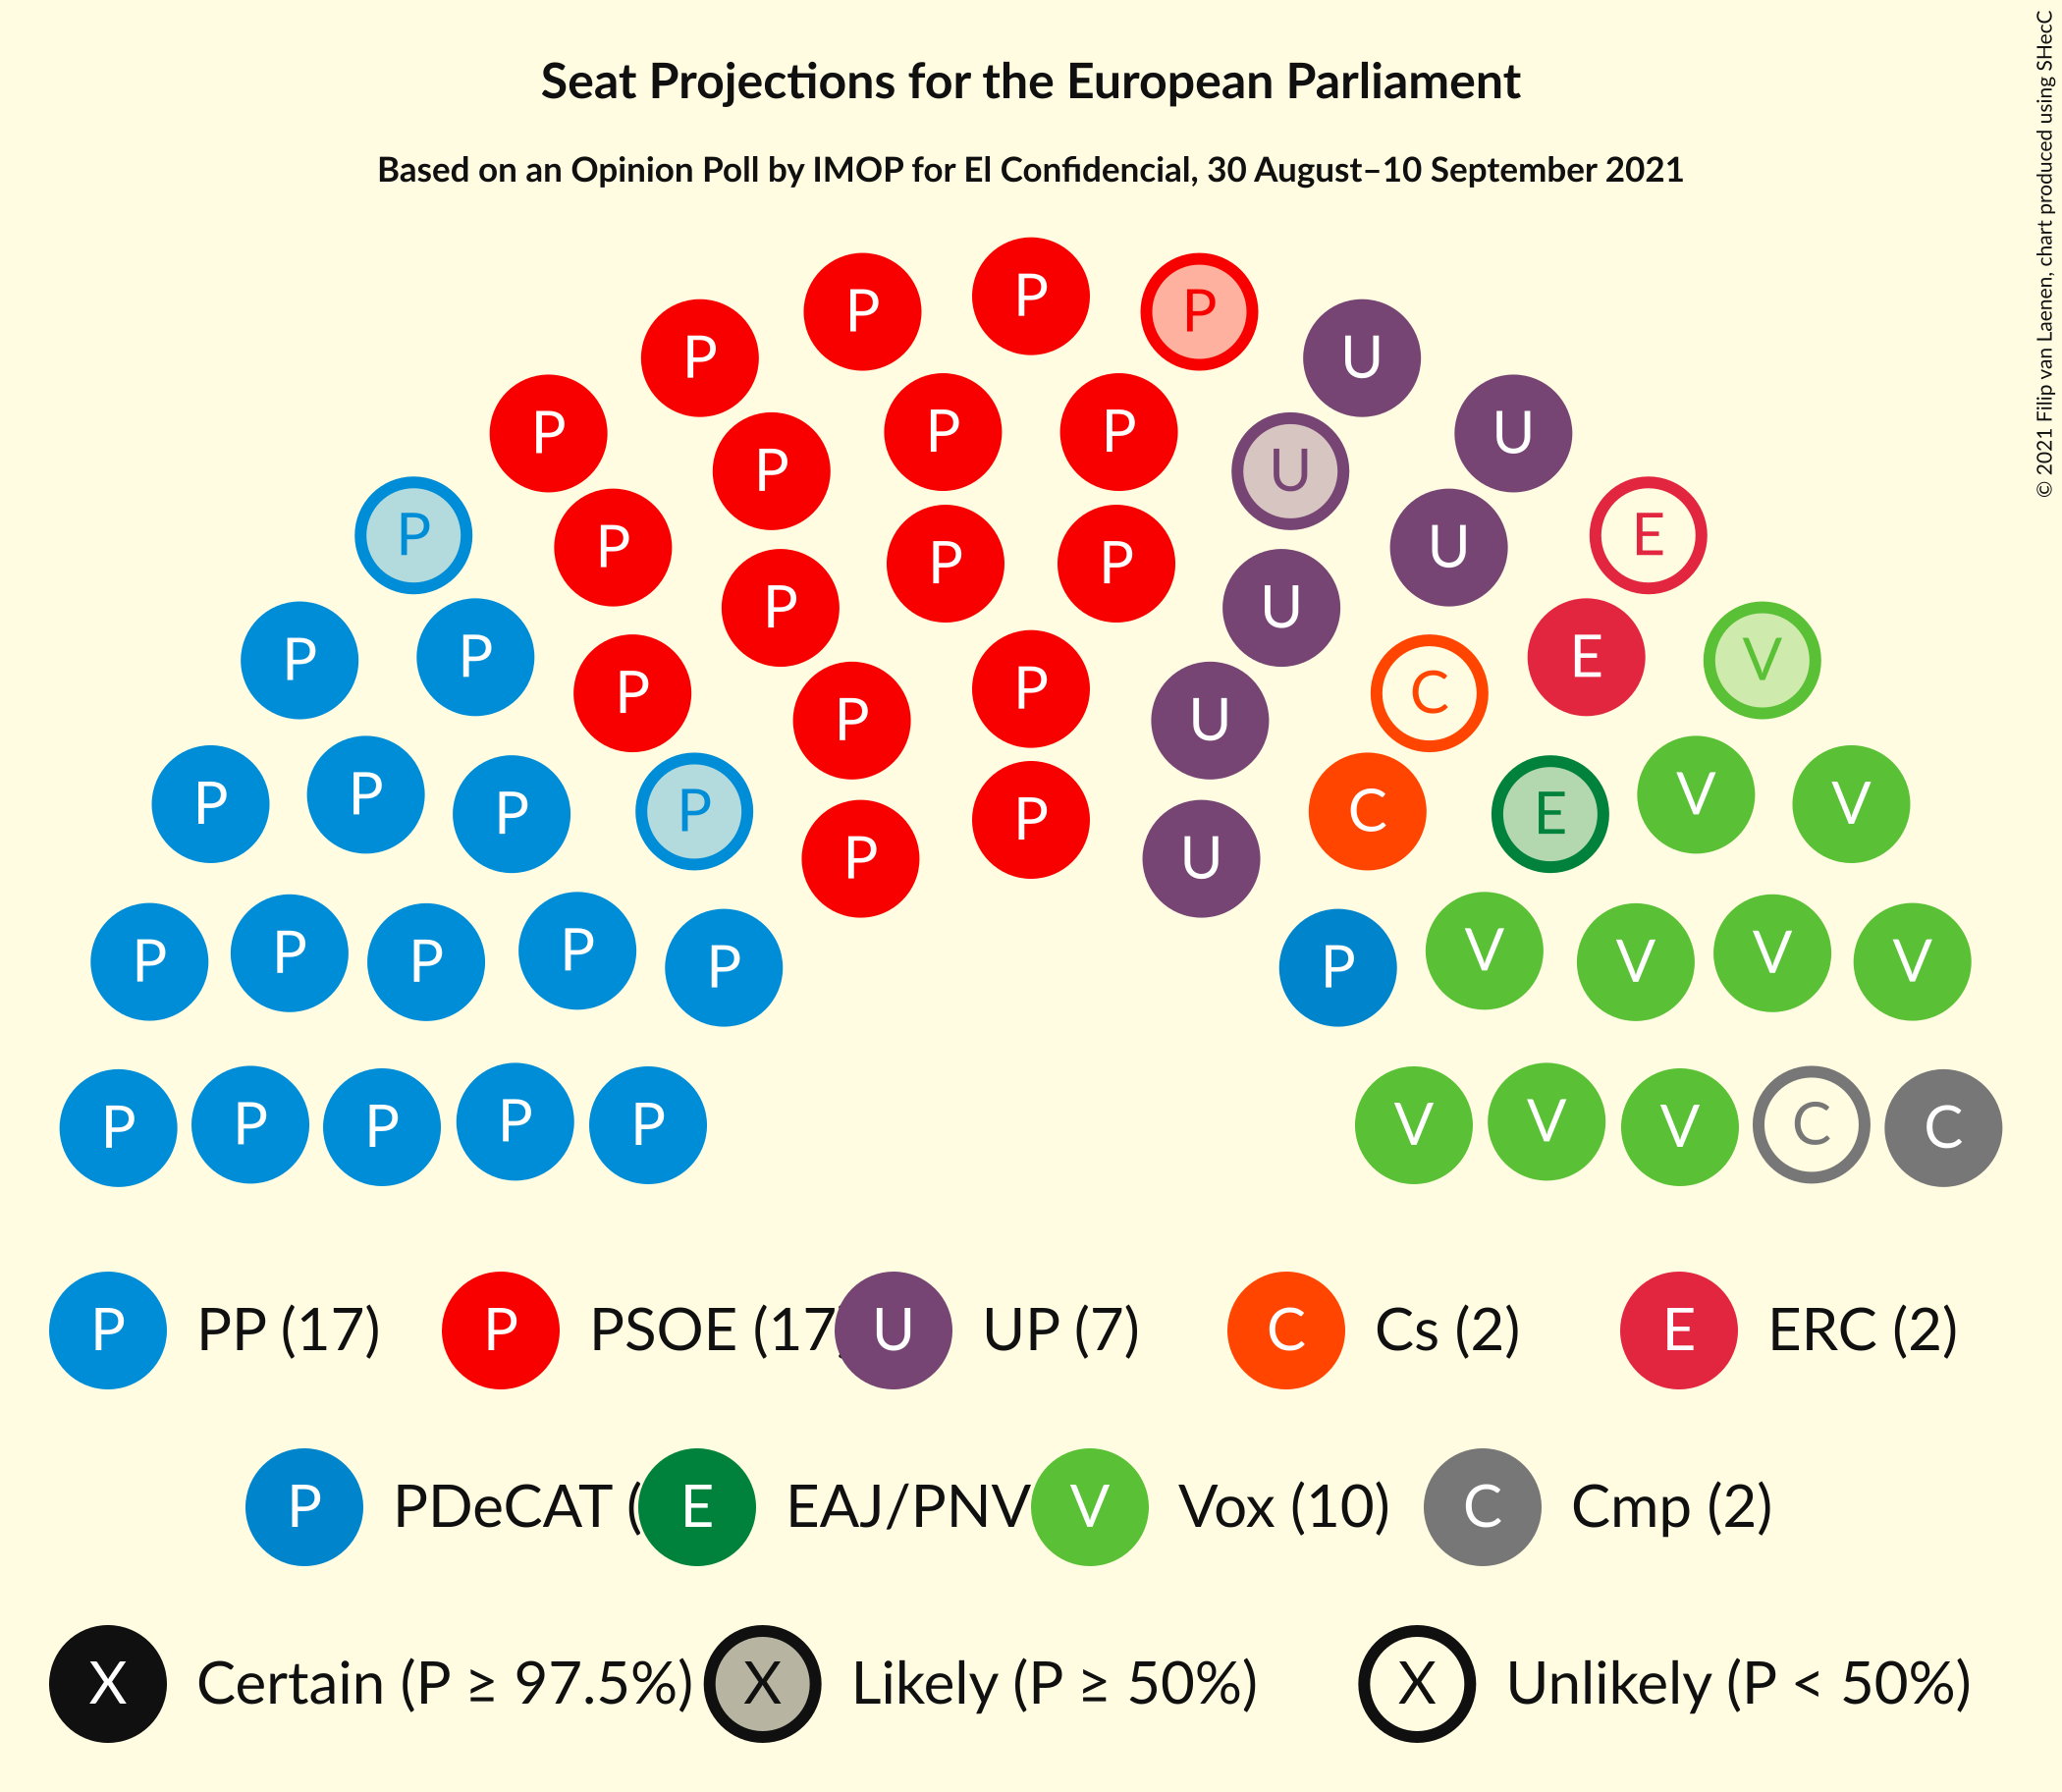 Seat Projections for the European Parliament
Based on an Opinion Poll by IMOP for El Confidencial, 30 August–10 September 2021
© 2021 Filip van Laenen, chart produced using SHecC
P P P P U
P P P P U U
P P P U U E
P P P P U E
P P P P U C V
P P P P P U C E V V
P P P P P P V V V V
P P P P P V V V C C
P PP (17) P PSOE (17 U UP (7) C Cs (2) E ERC (2)
P PDeCAT ( E EAJ/PNV V Vox (10) C Cmp (2)
X Certain (P ≥ 97.5%) X Likely (P ≥ 50%) X Unlikely (P < 50%)